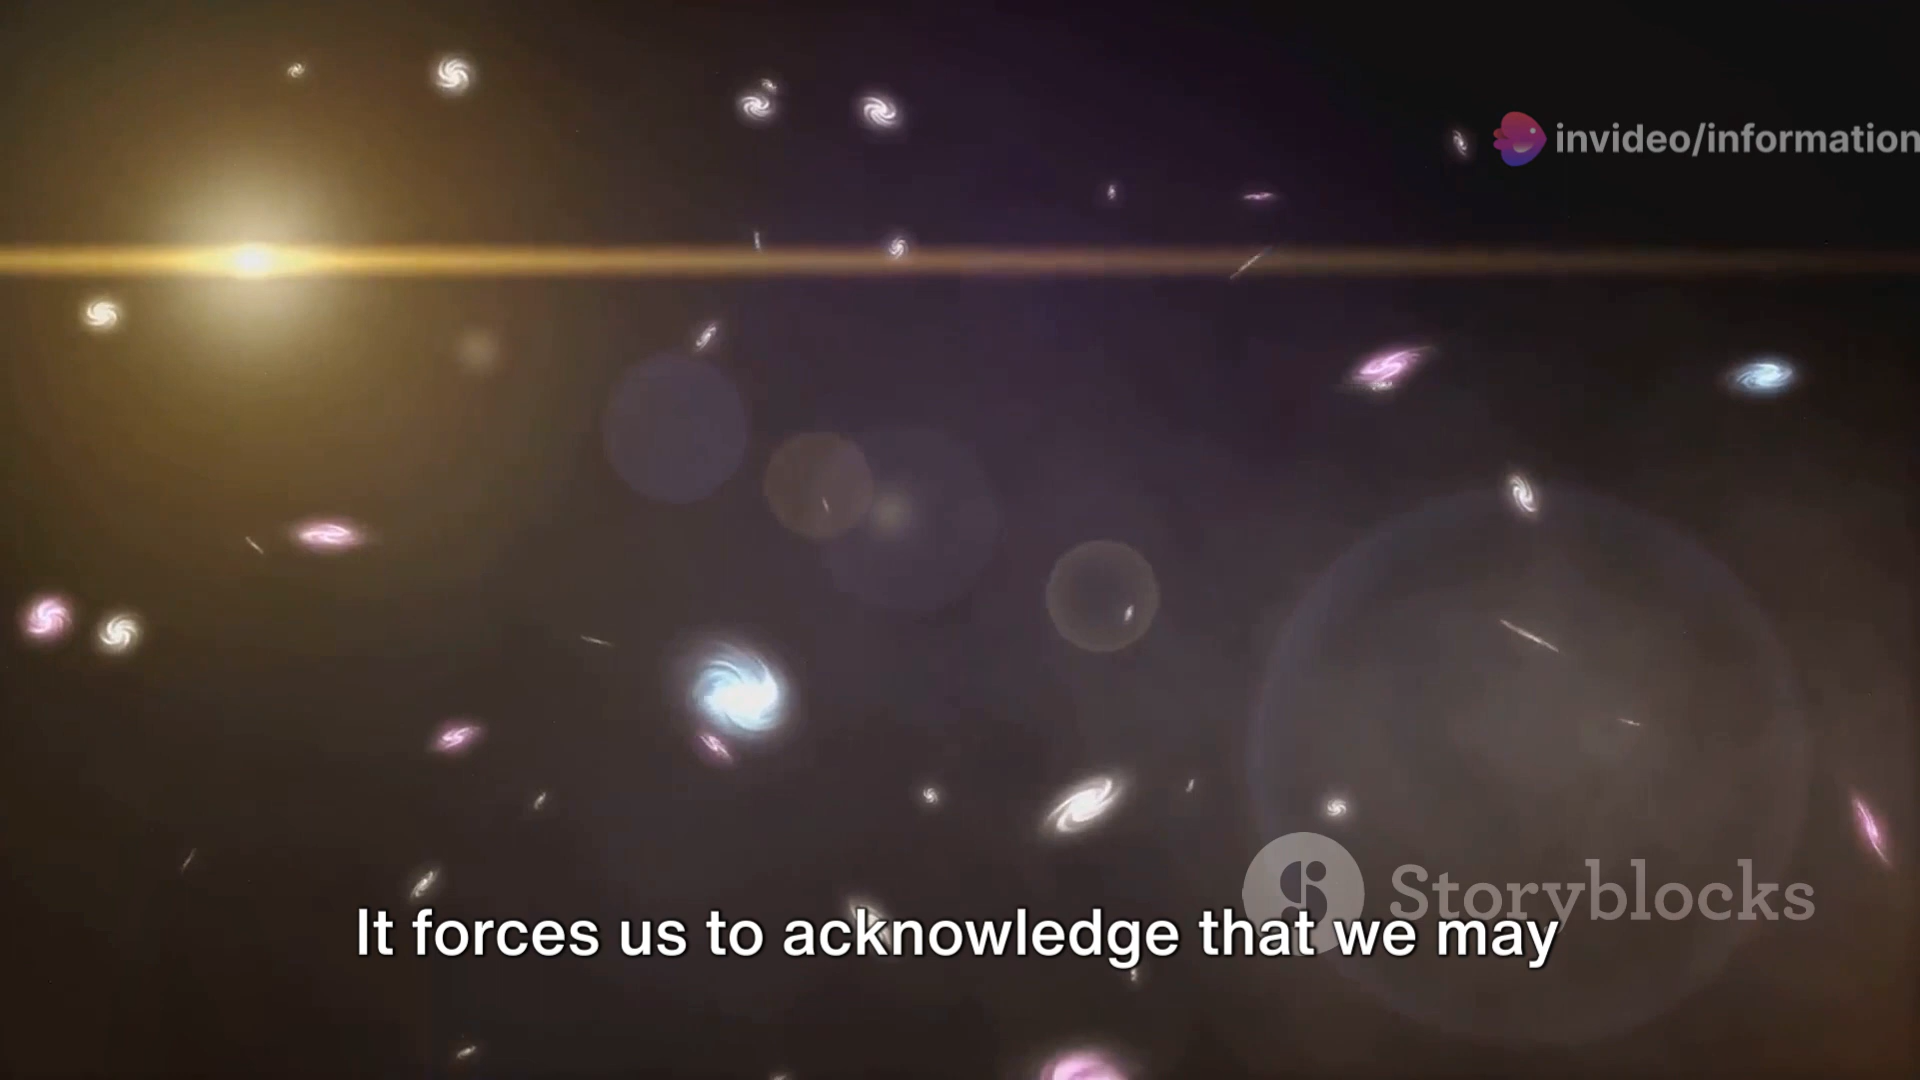 invideo/information
Storyblocks
It forces us to acknowledge that we may